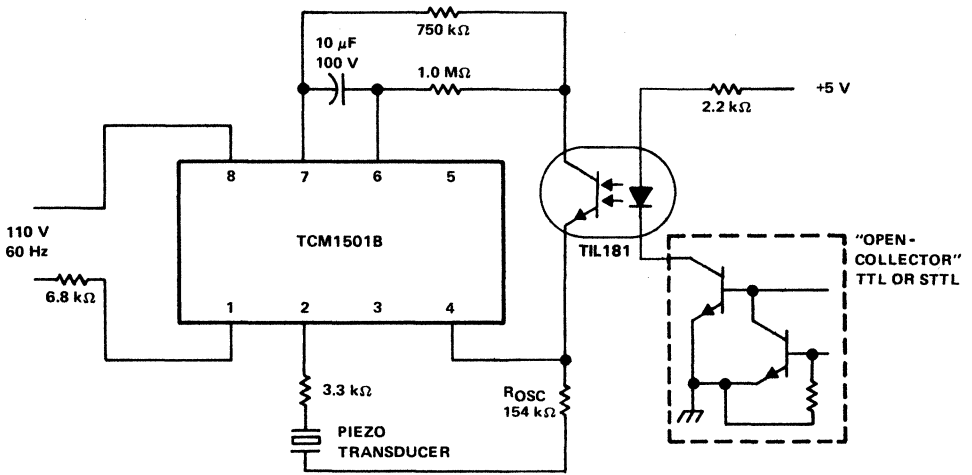 750 kΩ
10 μF
100 V
1.0 MΩ
2.2 kΩ
+5 V
8
7
6
5
110 V
60 Hz
TCM1501B
TIL181
"OPEN-
COLLECTOR"
TTL OR STTL
6.8 kΩ
1
2
3
4
3.3 kΩ
ROSC
154 kΩ
PIEZO
TRANSDUCER